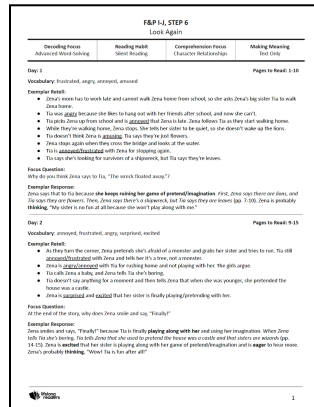 F&P I-J, STEP 6
Look Again
Decoding Focus
Advanced Word-Solving
Reading Habit
Silent Reading
Comprehension Focus
Character Relationships
Making Meaning
Text Only
Day: 1 Pages to Read: 1-10
Vocabulary: frustrated, angry, annoyed, amused
Exemplar Retell:
• Zena's mom has to work late and cannot walk Zena home from school, so she asks Zena's big sister Tia to walk
Zena home.
• Tia was angry because she likes to hang out with her friends after school, and now she can't.
• Tia picks Zena up from school and is annoyed that Zena is late. Zena follows Tia as they start walking home.
• While they're walking home, Zena stops. She tells her sister to be quiet, so she doesn't wake up the lions.
• Tia doesn't think Zena is amusing. Tia says they're just flowers.
• Zena stops again when they cross the bridge and looks at the water.
• Tia is annoyed/frustrated with Zena for stopping again.
• Tia says she's looking for survivors of a shipwreck, but Tia says they're leaves.
Focus Question:
Why do you think Zena says to Tia, "The wreck floated away."?
Exemplar Response:
Zena says that to Tia because she keeps ruining her game of pretend/imagination. First, Zena says there are lions, and
Tia says they are flowers. Then, Zena says there's a shipwreck, but Tia says they are leaves (pp. 7-10). Zena is probably
thinking, "My sister is no fun at all because she won't play along with me."
Day: 2 Pages to Read: 9-15
Vocabulary: annoyed, frustrated, angry, surprised, excited
Exemplar Retell:
• As they turn the corner, Zena pretends she's afraid of a monster and grabs her sister and tries to run. Tia still
annoyed/frustrated with Zena and tells her it's a tree, not a monster.
• Zena is angry/annoyed with Tia for rushing home and not playing with her. The girls argue.
• Tia calls Zena a baby, and Zena tells Tia she's boring.
• Tia doesn't say anything for a moment and then tells Zena that when she was younger, she pretended the
house was a castle.
• Zena is surprised and excited that her sister is finally playing/pretending with her.
Focus Question:
At the end of the story, why does Zena smile and say, "Finally!"
Exemplar Response:
Zena smiles and says, "Finally!" because Tia is finally playing along with her and using her imagination. When Zena
tells Tia she's boring, Tia tells Zena that she used to pretend the house was a castle and that sisters are wizards (pp.
14-15). Zena is excited that her sister is playing along with her game of pretend/imagination and is eager to hear more.
Zena's probably thinking, "Wow! Tia is fun after all!"
lifelong
readers
1